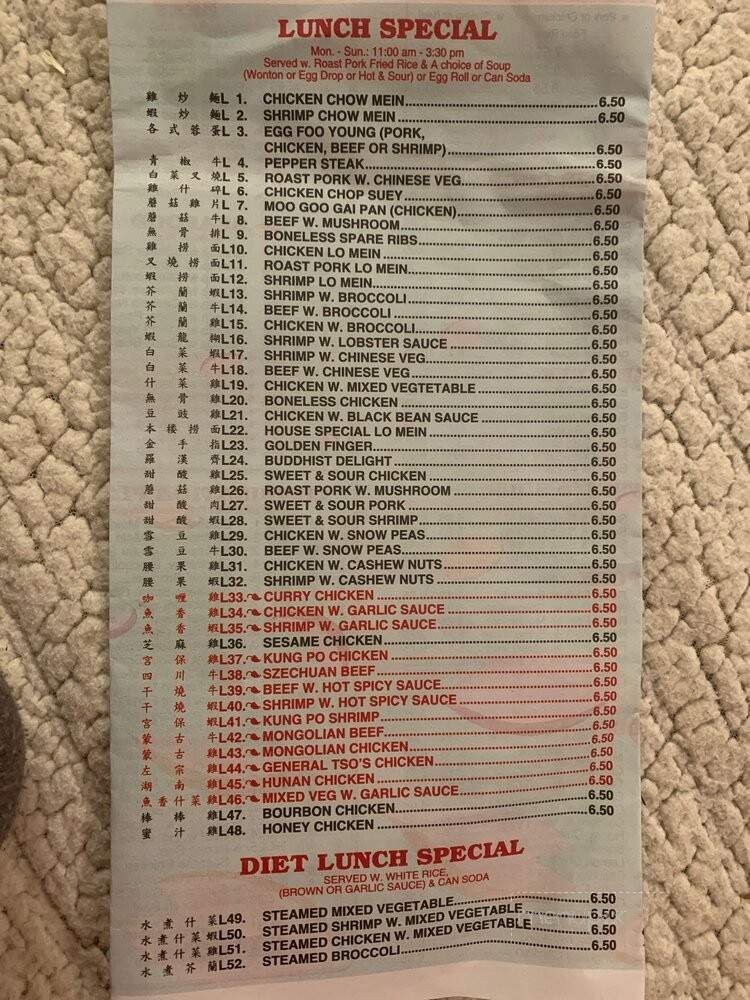 LUNCH SPECIAL
Mon. - Sun.: 11:00 am - 3:30 pm
Served w. Roast Pork Fried Rice & A choice of Soup
(Wonton or Egg Drop or Hot & Sour) or Egg Roll or Can Soda
雞炒麵 L 1. CHICKEN CHOW MEIN 6.50
蝦炒麵 L 2. SHRIMP CHOW MEIN 6.50
各式蓉蛋 L 3. EGG FOO YOUNG (PORK,
CHICKEN, BEEF OR SHRIMP) 6.50
青椒牛 L 4. PEPPER STEAK 6.50
白菜叉燒 L 5. ROAST PORK W. CHINESE VEG 6.50
雞什碎 L 6. CHICKEN CHOP SUEY 6.50
蘑菇雞片 L 7. MOO GOO GAI PAN (CHICKEN) 6.50
蘑菇牛 L 8. BEEF W. MUSHROOM 6.50
無骨排 L 9. BONELESS SPARE RIBS 6.50
雞撈面 L10. CHICKEN LO MEIN 6.50
叉燒撈面 L11. ROAST PORK LO MEIN 6.50
蝦撈面 L12. SHRIMP LO MEIN 6.50
芥蘭蝦 L13. SHRIMP W. BROCCOLI 6.50
芥蘭牛 L14. BEEF W. BROCCOLI 6.50
芥蘭雞 L15. CHICKEN W. BROCCOLI 6.50
蝦龍糊 L16. SHRIMP W. LOBSTER SAUCE 6.50
白菜蝦 L17. SHRIMP W. CHINESE VEG 6.50
白菜牛 L18. BEEF W. CHINESE VEG 6.50
什菜雞 L19. CHICKEN W. MIXED VEGTETABLE 6.50
無骨雞 L20. BONELESS CHICKEN 6.50
豆豉雞 L21. CHICKEN W. BLACK BEAN SAUCE 6.50
本楼撈面 L22. HOUSE SPECIAL LO MEIN 6.50
金手指 L23. GOLDEN FINGER 6.50
羅漢齊 L24. BUDDHIST DELIGHT 6.50
甜酸雞 L25. SWEET & SOUR CHICKEN 6.50
蘑菇雞 L26. ROAST PORK W. MUSHROOM 6.50
甜酸肉 L27. SWEET & SOUR PORK 6.50
甜酸蝦 L28. SWEET & SOUR SHRIMP 6.50
雪豆雞 L29. CHICKEN W. SNOW PEAS 6.50
雪豆牛 L30. BEEF W. SNOW PEAS 6.50
腰果雞 L31. CHICKEN W. CASHEW NUTS 6.50
腰果蝦 L32. SHRIMP W. CASHEW NUTS 6.50
咖喱雞 L33. CURRY CHICKEN 6.50
魚香雞 L34. CHICKEN W. GARLIC SAUCE 6.50
魚香蝦 L35. SHRIMP W. GARLIC SAUCE 6.50
芝麻雞 L36. SESAME CHICKEN 6.50
宮保雞 L37. KUNG PO CHICKEN 6.50
四川牛 L38. SZECHUAN BEEF 6.50
干燒牛 L39. BEEF W. HOT SPICY SAUCE 6.50
干燒蝦 L40. SHRIMP W. HOT SPICY SAUCE 6.50
宮保蝦 L41. KUNG PO SHRIMP 6.50
蒙古牛 L42. MONGOLIAN BEEF 6.50
蒙古雞 L43. MONGOLIAN CHICKEN 6.50
左宗雞 L44. GENERAL TSO'S CHICKEN 6.50
湖南雞 L45. HUNAN CHICKEN 6.50
魚香什菜 L46. MIXED VEG W. GARLIC SAUCE 6.50
棒棒雞 L47. BOURBON CHICKEN 6.50
蜜汁雞 L48. HONEY CHICKEN 6.50
DIET LUNCH SPECIAL
SERVED W. WHITE RICE,
(BROWN OR GARLIC SAUCE) & CAN SODA
水煮什菜 L49. STEAMED MIXED VEGETABLE 6.50
水煮什菜蝦 L50. STEAMED SHRIMP W. MIXED VEGETABLE 6.50
水煮什菜雞 L51. STEAMED CHICKEN W. MIXED VEGETABLE 6.50
水煮芥蘭 L52. STEAMED BROCCOLI 6.50